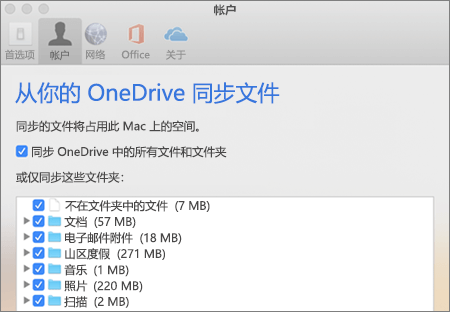 帐户
首选项
帐户
网络
Office
关于
从你的 OneDrive 同步文件
同步的文件将占用此 Mac 上的空间。
同步 OneDrive 中的所有文件和文件夹
或仅同步这些文件夹：
不在文件夹中的文件 (7 MB)
文档 (57 MB)
电子邮件附件 (18 MB)
山区度假 (271 MB)
音乐 (1 MB)
照片 (220 MB)
扫描 (2 MB)